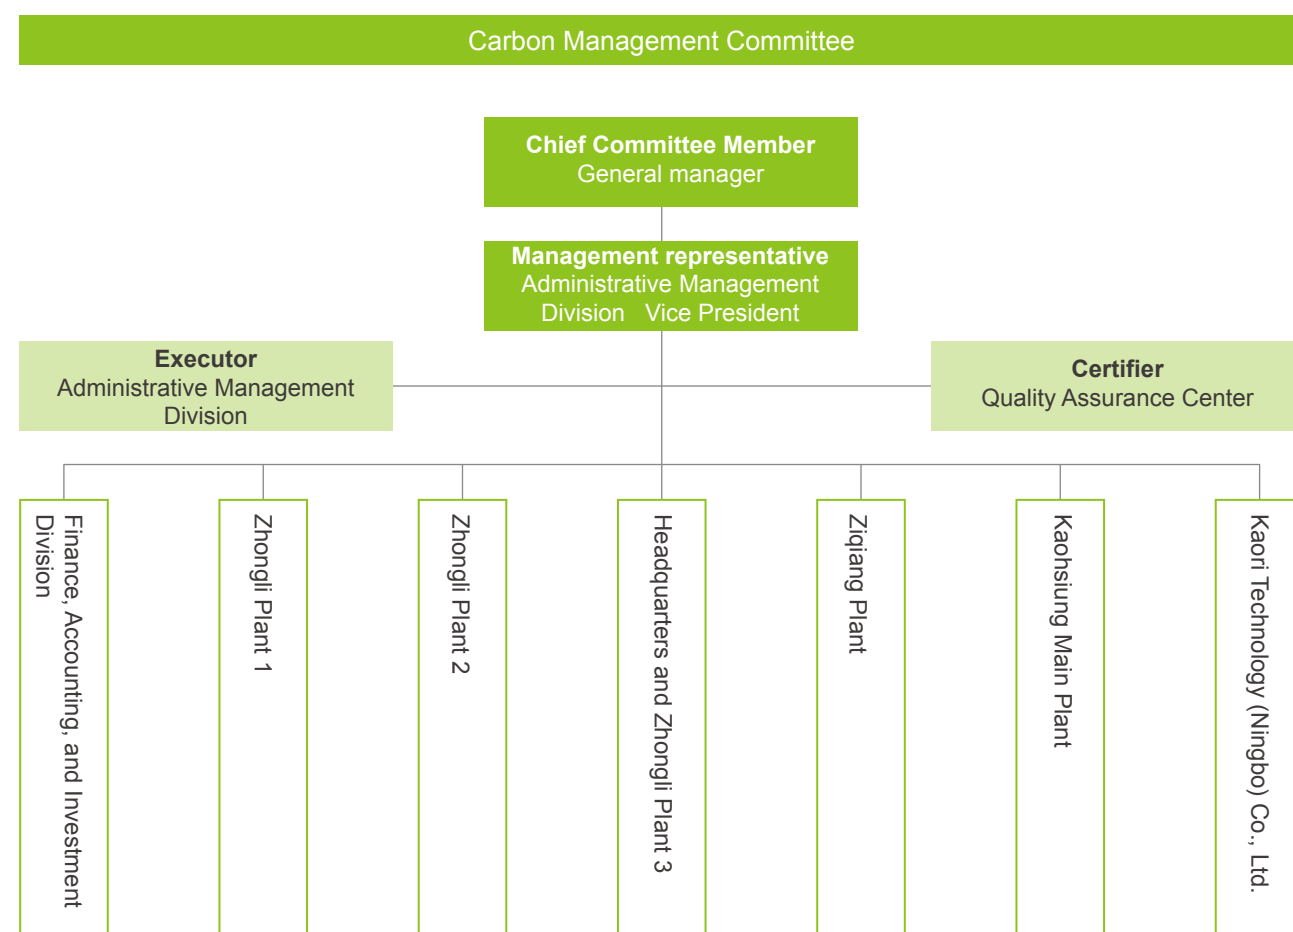 Carbon Management Committee
Chief Committee Member
General manager
Management representative
Administrative Management
Division Vice President
Executor
Administrative Management
Division
Certifier
Quality Assurance Center
Finance, Accounting, and Investment
Division
Zhongli Plant 1
Zhongli Plant 2
Headquarters and Zhongli Plant 3
Ziqiang Plant
Kaohsiung Main Plant
Kaori Technology (Ningbo) Co., Ltd.